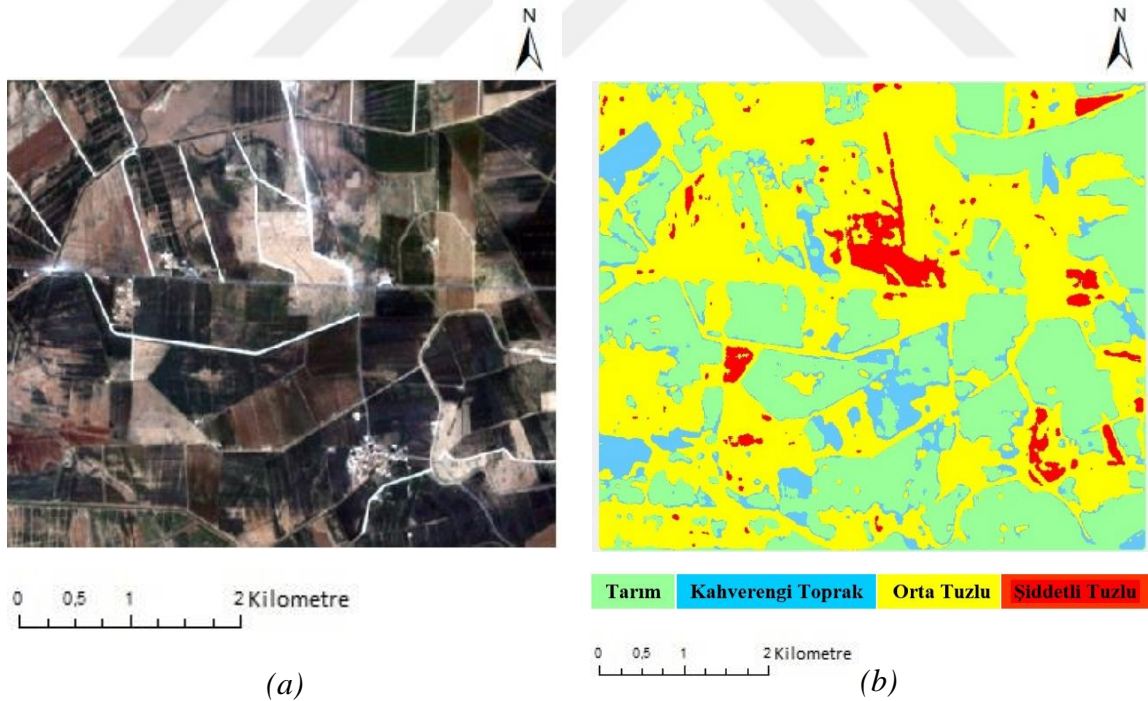 N
N
Tarım Kahverengi Toprak Orta Tuzlu Şiddetli Tuzlu
0 0,5 1 2 Kilometre
0 0,5 1 2 Kilometre
(a)
(b)